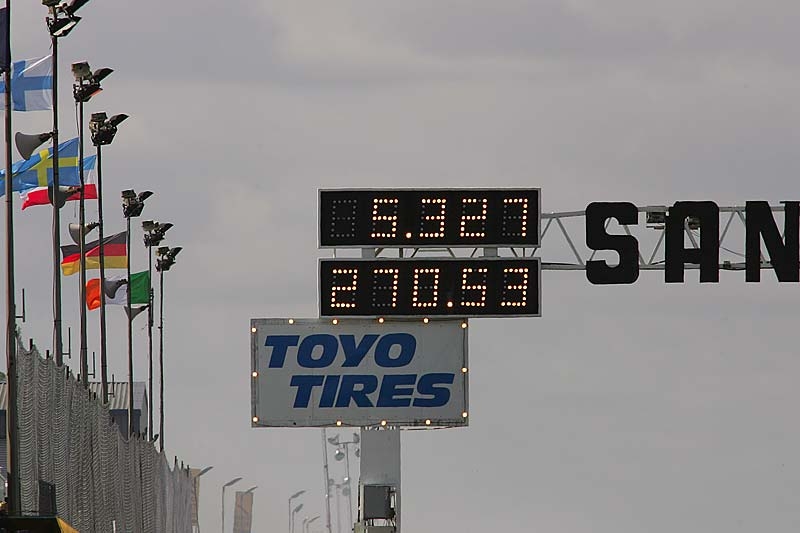 5.327
270.53
SAN
TOYO
TIRES